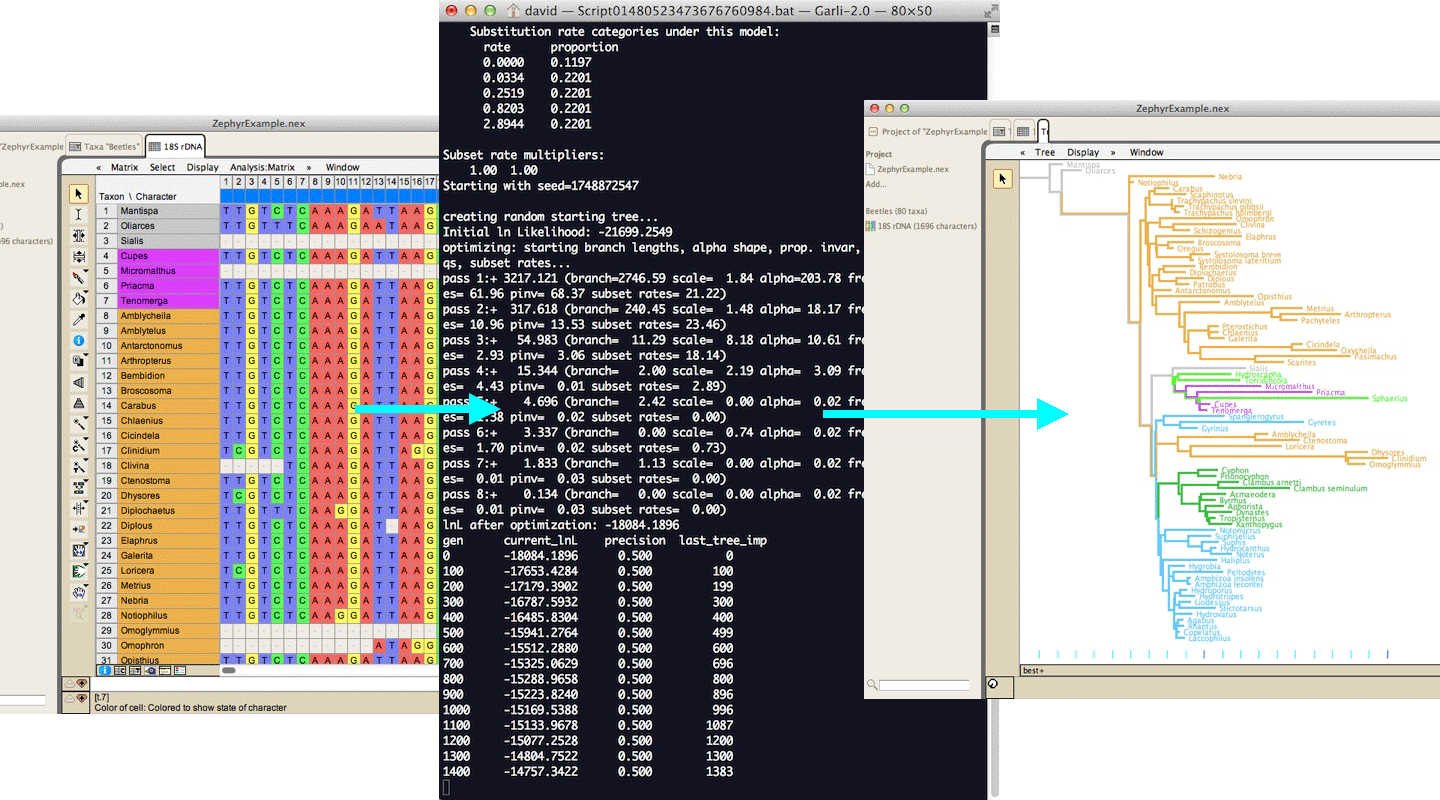 ZephyrExample.nex
"ZephyrExample
Taxa "Beetles"
18S rDNA
« Matrix Select Display Analysis:Matrix » Window
ple.nex
696 characters)
1 2 3 4 5 6 7 8 9 10 11 12 13 14 15 16 17
Taxon \ Character
1 Mantispa T T G T C T C A A A G A T T A A G
2 Oliarces T T G T T T C A A A G A A T A A G
3 Sialis - - - - - - - - - - - - - - - - -
4 Cupes T T G T C T C A A A G A T T A A G
5 Micromalthus - - - - - - - - - - - - - - - - -
6 Priacma T T G T C T C A A A G A T T A A G
7 Tenomerga T T G T C T C A A A G A T T A A G
8 Amblycheila T T G T C T C A A A G A T T A A G
9 Amblytelus T T G T C T C A A A G A T T A A G
10 Antarctonomus T T G T C T C A A A G A T T A A G
11 Arthropterus T T G T C T C A A A G A T T A A G
12 Bembidion T T G T C T C A A A G A T T A A G
13 Broscosoma T T G T C T C A A A G A T T A A G
14 Carabus T T G T C T C A A A G A T T A A G
15 Chlaenius T T G T C T C A A A G A T T A A G
16 Cicindela T T G T C T C A A A G A T T A A G
17 Clinidium T C G T C T C A A A G A T T A G G
18 Clivina - - - - - T C A A A G A T T A A G
19 Ctenostoma T T G T C T C A A A G A T T A A G
20 Dhysores T C G T C T C A A A G A T T A A G
21 Diplochaetus T T G T T T C A A G G A T T A A G
22 Diplous T T G T C T C A A A G A T - A A G
23 Elaphrus T T G T C T C A A A G A T T A A G
24 Galerita T T G T C T C A A A G A T T A A G
25 Loricera T C G T C T C A A A G A T T A A G
26 Metrius T T G T C T C A A A G A T T A A G
27 Nebria T T G T C T C A A A G A T T A A G
28 Notiophilus T T G T C T C A A G G A T T A A G
29 Omoglymmius - - - - - - - - - - - - - - - - -
30 Omophron - - - - - - - - - - - - A T A G G
31 Opisthius T T G T C T C A A A G A T T A A G
[t.7]
Color of cell: Colored to show state of character
david — Script01480523473676760984.bat — Garli-2.0 — 80×50
Substitution rate categories under this model:
rate proportion
0.0000 0.1197
0.0334 0.2201
0.2519 0.2201
0.8203 0.2201
2.8944 0.2201
Subset rate multipliers:
1.00 1.00
Starting with seed=1748872547
creating random starting tree...
Initial ln Likelihood: -21699.2549
optimizing: starting branch lengths, alpha shape, prop. invar,
qs, subset rates...
pass 1:+ 3217.121 (branch=2746.59 scale= 1.84 alpha=203.78 fre
es= 61.96 pinv= 68.37 subset rates= 21.22)
pass 2:+ 317.618 (branch= 240.45 scale= 1.48 alpha= 18.17 fre
es= 10.96 pinv= 13.53 subset rates= 23.46)
pass 3:+ 54.983 (branch= 11.29 scale= 8.18 alpha= 10.61 fre
es= 2.93 pinv= 3.06 subset rates= 18.14)
pass 4:+ 15.344 (branch= 2.00 scale= 2.19 alpha= 3.09 fre
es= 4.43 pinv= 0.01 subset rates= 2.89)
pass 4.696 (branch= 2.42 scale= 0.00 alpha= 0.02 fre
pinv= 0.02 subset rates= 0.00)
pass 6:+ 3.337 (branch= 0.00 scale= 0.74 alpha= 0.02 fre
es= 1.70 pinv= 0.02 subset rates= 0.73)
pass 7:+ 1.833 (branch= 1.13 scale= 0.00 alpha= 0.02 fre
es= 0.01 pinv= 0.03 subset rates= 0.00)
pass 8:+ 0.134 (branch= 0.00 scale= 0.00 alpha= 0.02 fre
es= 0.01 pinv= 0.03 subset rates= 0.00)
lnL after optimization: -18084.1896
gen current_lnL precision last_tree_imp
0 -18084.1896 0.500 0
100 -17653.4284 0.500 100
200 -17155.3902 0.500 199
300 -16787.5932 0.500 300
400 -16485.8304 0.500 400
500 -15941.2764 0.500 499
600 -15512.2880 0.500 600
700 -15325.0629 0.500 696
800 -15288.9658 0.500 800
900 -15223.8240 0.500 896
1000 -15169.5388 0.500 996
1100 -15133.9678 0.500 1087
1200 -15077.2528 0.500 1200
1300 -14804.7522 0.500 1300
1400 -14757.3422 0.500 1383
ZephyrExample.nex
Project of "ZephyrExample
Project
ZephyrExample.nex
Add...
Beetles (80 taxa)
18S rDNA (1696 characters)
« Tree Display » Window
Mantispa
Oliarces
Nebria
Notiophilus
Carabus
Scaphinotus
Trachypachus slevini
Trachypachus gibbsii
Trachypachus holmbergi
Omophron
Clivina
Schizogenius
Elaphrus
Broscosoma
Oregus
Systolosoma breve
Systolosoma lateritium
Bembidion
Diplochaetus
Diplous
Patrobus
Antarctonomus
Opisthius
Amblytelus
Metrius
Arthropterus
Pachyteles
Pterostichus
Chlaenius
Galerita
Cicindela
Oxycheila
Pasimachus
Scarites
Sialis
Hydroscapha
Torridincola
Micromalthus
Priacma
Sphaerius
Cupes
Tenomerga
Spanglerogyrus
Gyretes
Gyrinus
Amblycheila
Ctenostoma
Loricera
Dhysores
Clinidium
Omoglymmius
Cyphon
Prionocyphon
Clambus arnetti
Clambus seminulum
Acmaeodera
Byrrhus
Aphorista
Dynastes
Tropisternus
Xanthopygus
Notomicrus
Suphisellus
Suphis
Hydrocanthus
Noterus
Haliplus
Hygrobia
Peltodytes
Amphizoa insolens
Amphizoa lecontei
Hydroporus
Hydrotrupes
Liodessus
Stictotarsus
Hydrovatus
Agabus
Rhantus
Copelatus
Laccophilus
best+